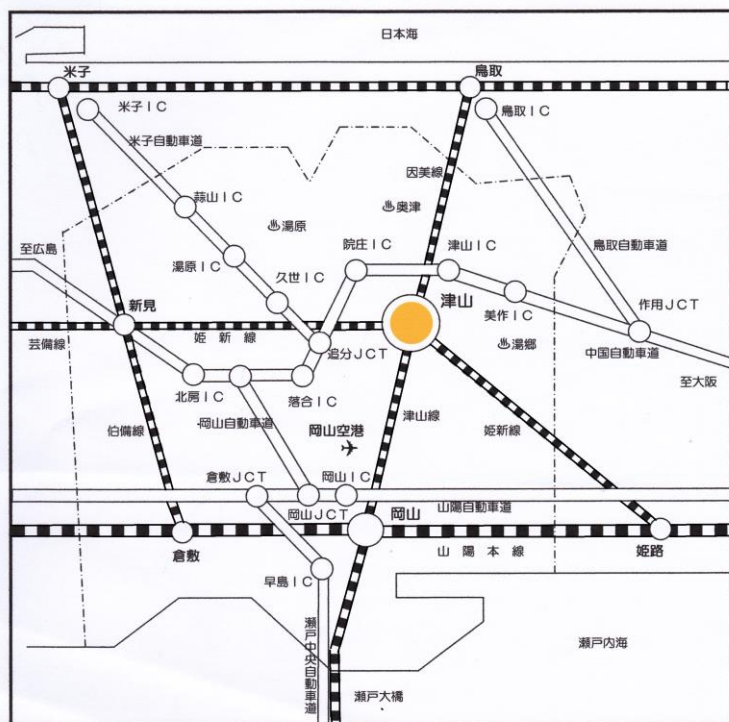 日本海
米子
鳥取
米子IC
鳥取IC
米子自動車道
因美線
蒜山IC
♨奥津
♨湯原
至広島
院庄IC
津山IC
鳥取自動車道
湯原IC
久世IC
新見
津山
美作IC
作用JCT
芸備線
姫新線
追分JCT
♨湯郷
中国自動車道
至大阪
北房IC
落合IC
津山線
姫新線
岡山自動車道
伯備線
岡山空港
倉敷JCT
岡山IC
岡山JCT
岡山
山陽自動車道
倉敷
山陽本線
姫路
早島IC
瀬戸中央自動車道
瀬戸内海
瀬戸大橋